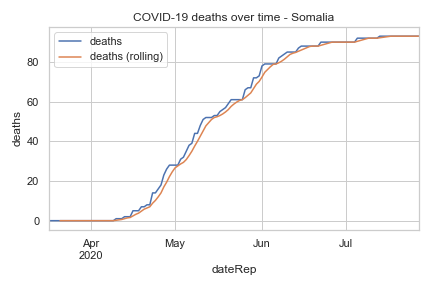 COVID-19 deaths over time - Somalia
deaths
deaths (rolling)
80
60
40
20
0
deaths
Apr
2020
May
Jun
Jul
dateRep